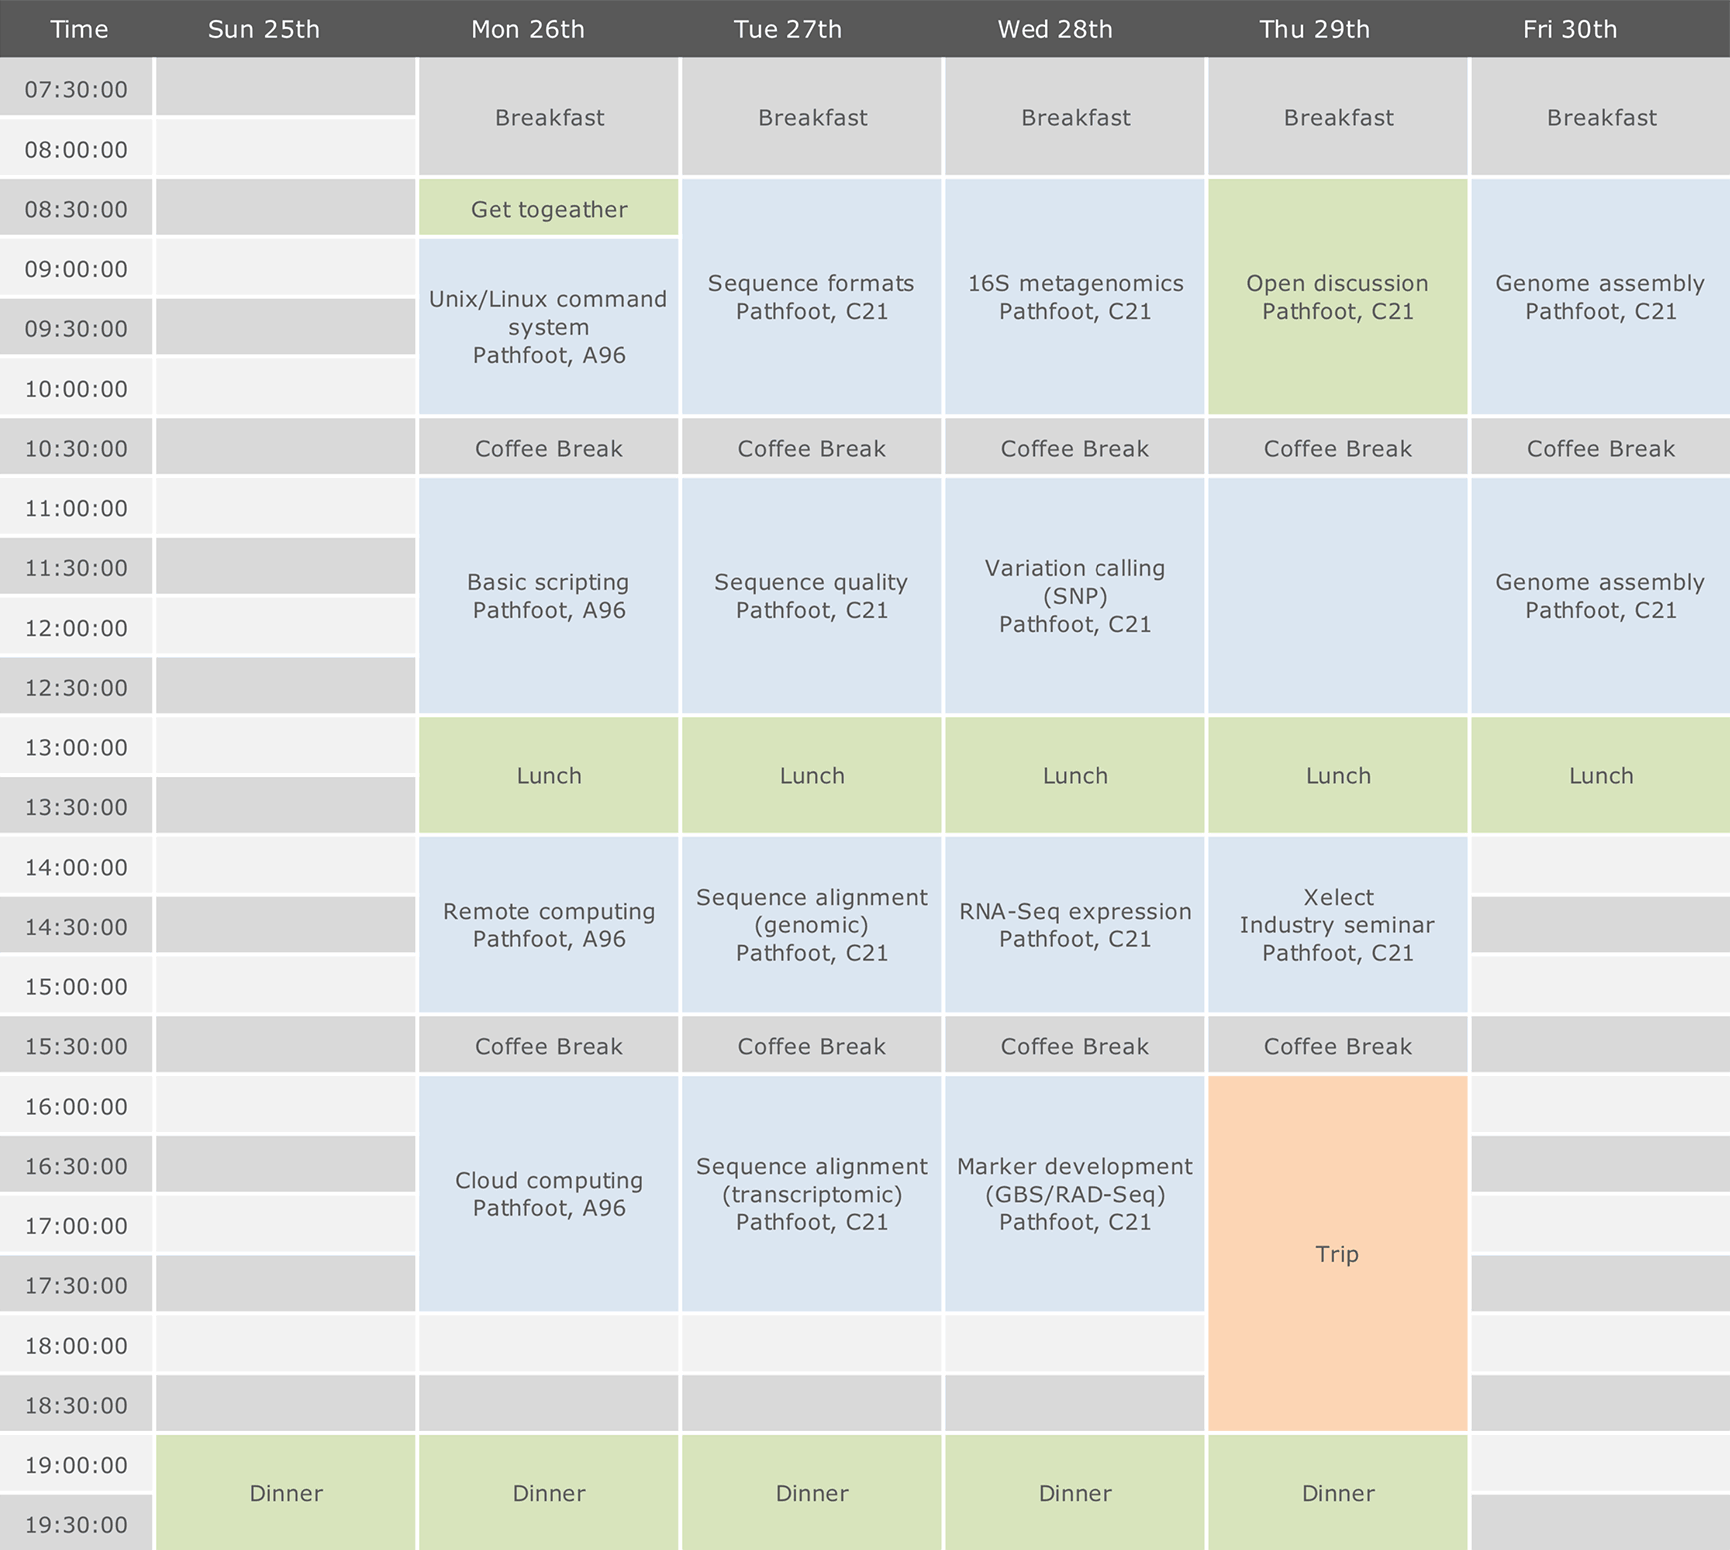 Time Sun 25th Mon 26th Tue 27th Wed 28th Thu 29th Fri 30th
07:30:00
Breakfast Breakfast Breakfast Breakfast Breakfast
08:00:00
08:30:00 Get togeather
09:00:00
Sequence formats 16S metagenomics Open discussion Genome assembly
Pathfoot, C21 Pathfoot, C21 Pathfoot, C21 Pathfoot, C21
Unix/Linux command
system
Pathfoot, A96
09:30:00
10:00:00
10:30:00 Coffee Break Coffee Break Coffee Break Coffee Break Coffee Break
11:00:00
11:30:00
Basic scripting
Pathfoot, A96
Sequence quality
Pathfoot, C21
Variation calling
(SNP)
Pathfoot, C21
Genome assembly
Pathfoot, C21
12:00:00
12:30:00
13:00:00
Lunch Lunch Lunch Lunch Lunch
13:30:00
14:00:00
Remote computing
Pathfoot, A96
Sequence alignment
(genomic)
Pathfoot, C21
RNA-Seq expression
Pathfoot, C21
Xelect
Industry seminar
Pathfoot, C21
14:30:00
15:00:00
15:30:00 Coffee Break Coffee Break Coffee Break Coffee Break
16:00:00
16:30:00
Cloud computing
Pathfoot, A96
Sequence alignment
(transcriptomic)
Pathfoot, C21
Marker development
(GBS/RAD-Seq)
Pathfoot, C21
Trip
17:00:00
17:30:00
18:00:00
18:30:00
19:00:00
Dinner Dinner Dinner Dinner Dinner
19:30:00